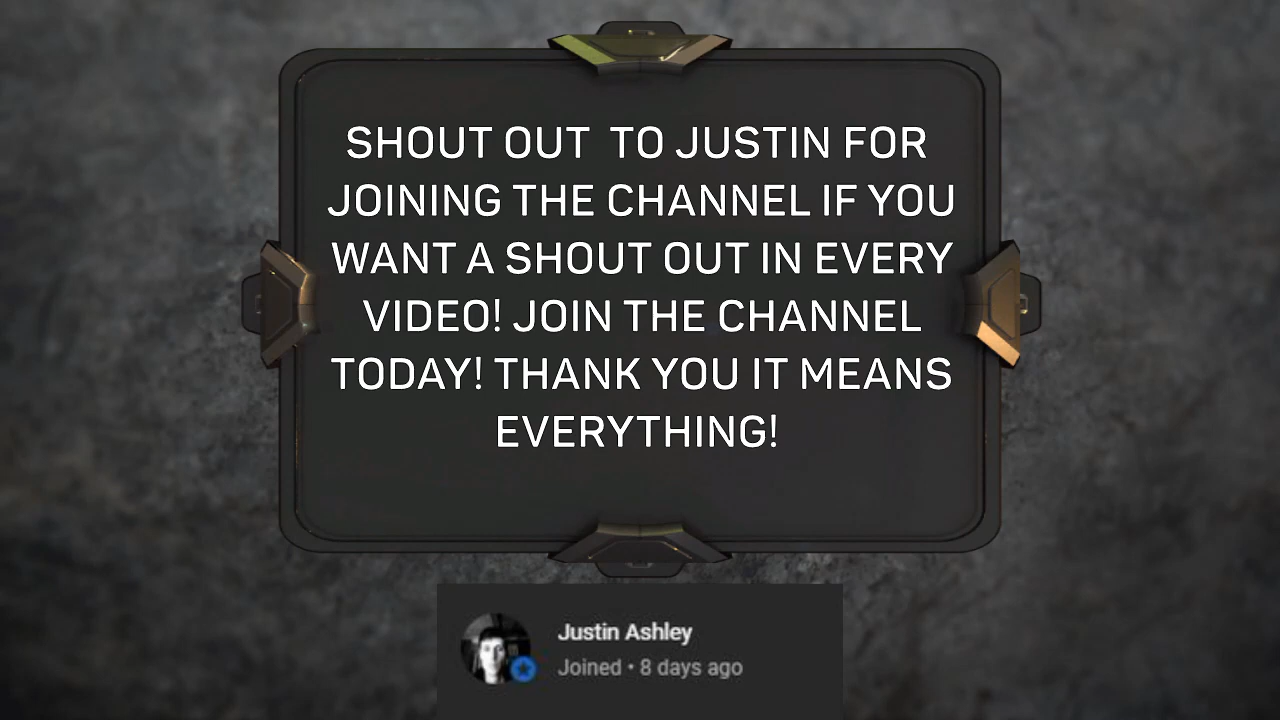 SHOUT OUT  TO JUSTIN FOR
JOINING THE CHANNEL IF YOU
WANT A SHOUT OUT IN EVERY
VIDEO! JOIN THE CHANNEL
TODAY! THANK YOU IT MEANS
EVERYTHING!
Justin Ashley
Joined • 8 days ago